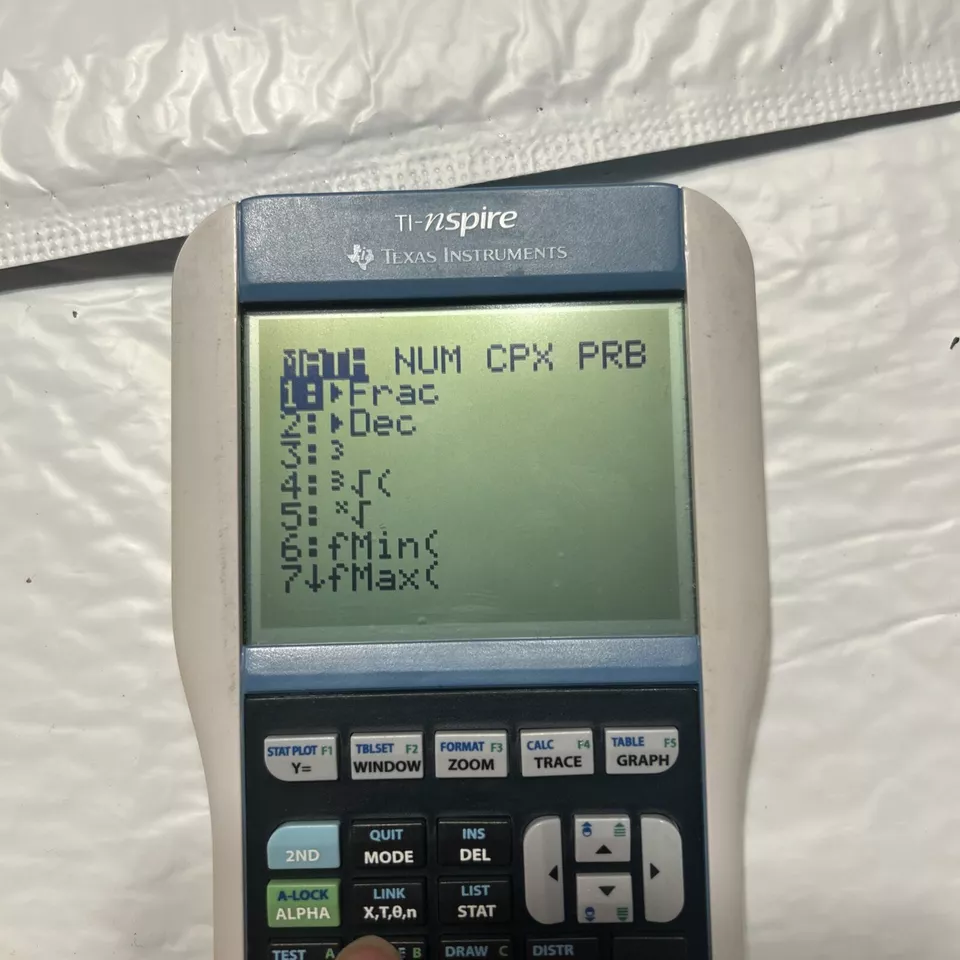 TI-nspire
TEXAS INSTRUMENTS
MATH NUM CPX PRB
1:▶Frac
2:▶Dec
3:³
4:³√(
5:ˣ√
6:fMin(
7↓fMax(
STAT PLOT F1 TBLSET F2 FORMAT F3 CALC F4 TABLE F5
Y= WINDOW ZOOM TRACE GRAPH
QUIT INS
2ND MODE DEL
A-LOCK LINK LIST
ALPHA X,T,θ,n STAT
TEST A B DRAW C DISTR